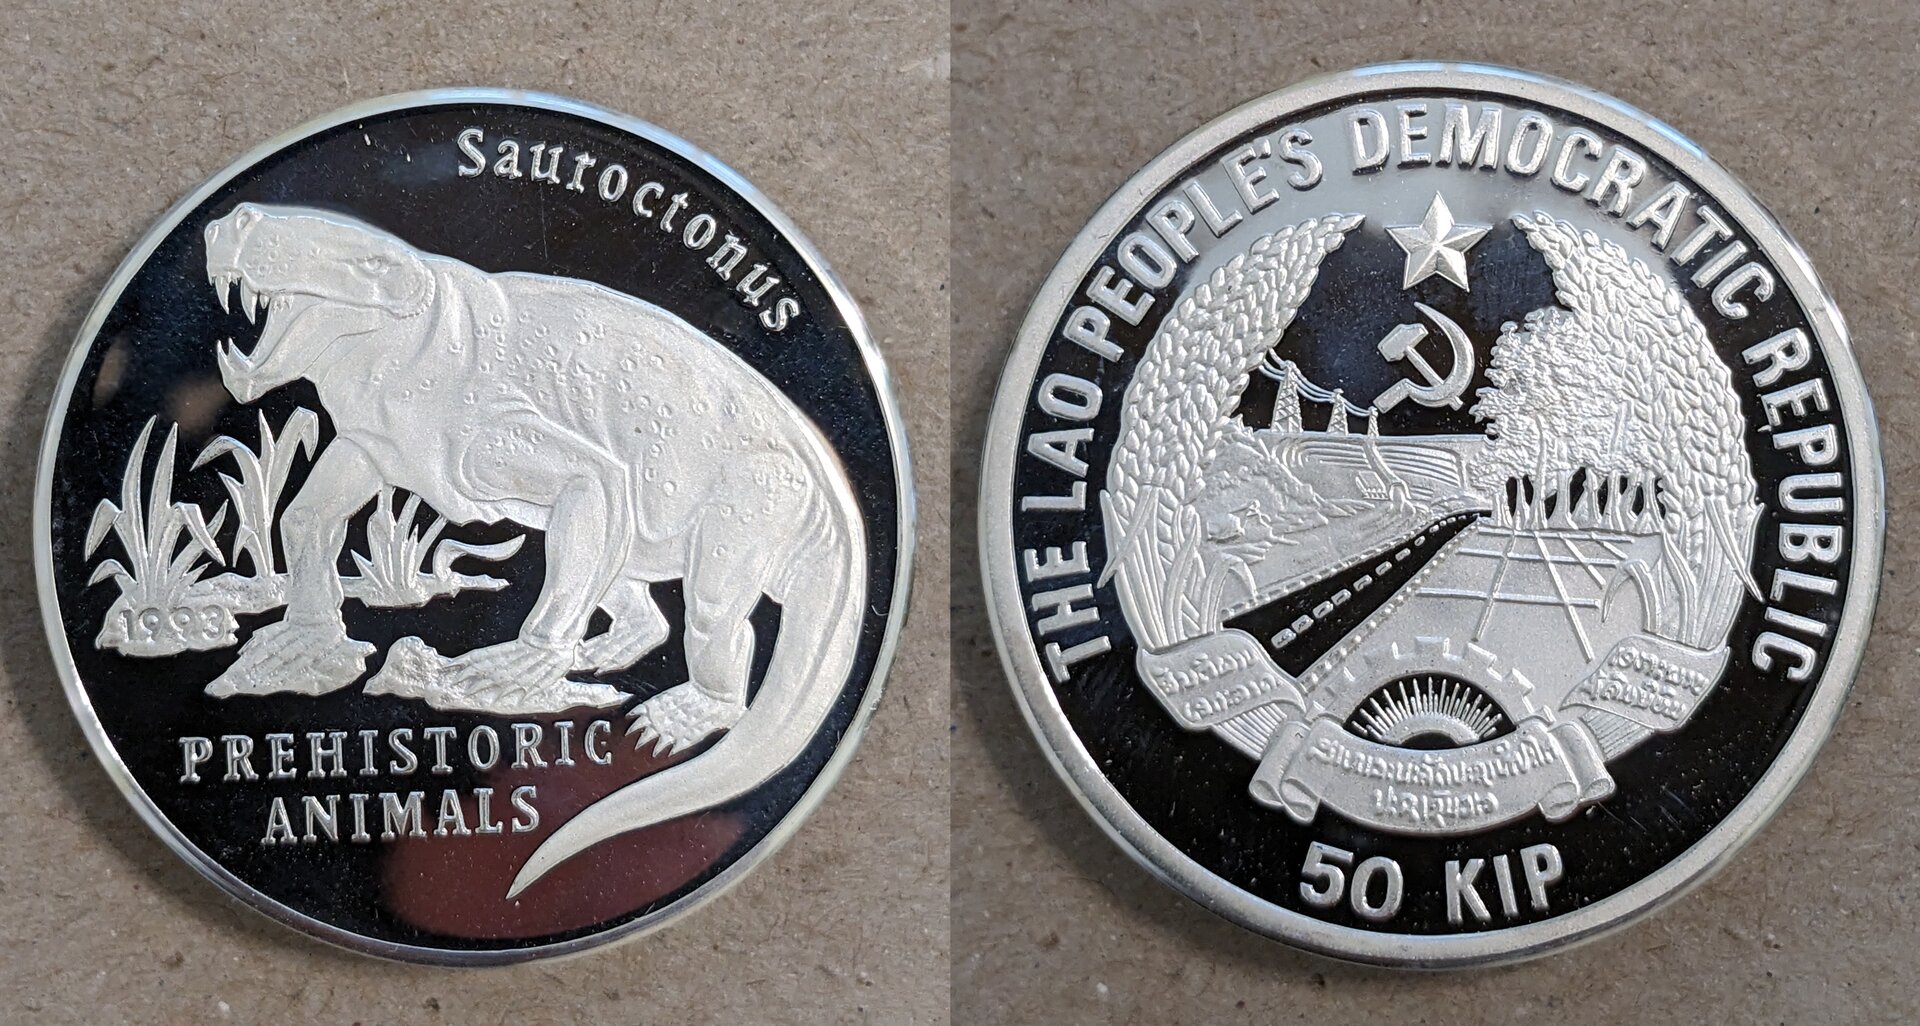 Sauroctonus
1993
PREHISTORIC
ANIMALS
THE LAO PEOPLE'S DEMOCRATIC REPUBLIC
50 KIP